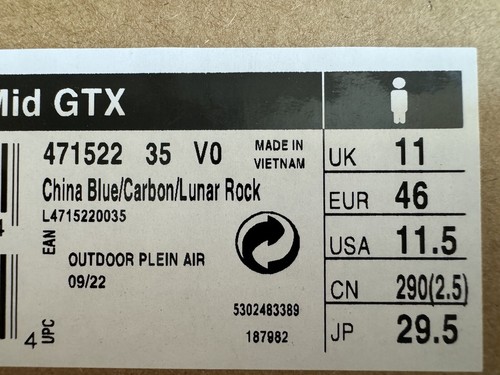 Mid GTX
471522 35 V0
MADE IN
VIETNAM
China Blue/Carbon/Lunar Rock
L4715220035
EAN
OUTDOOR PLEIN AIR
09/22
5302483389
187982
4 UPC
UK 11
EUR 46
USA 11.5
CN 290(2.5)
JP 29.5